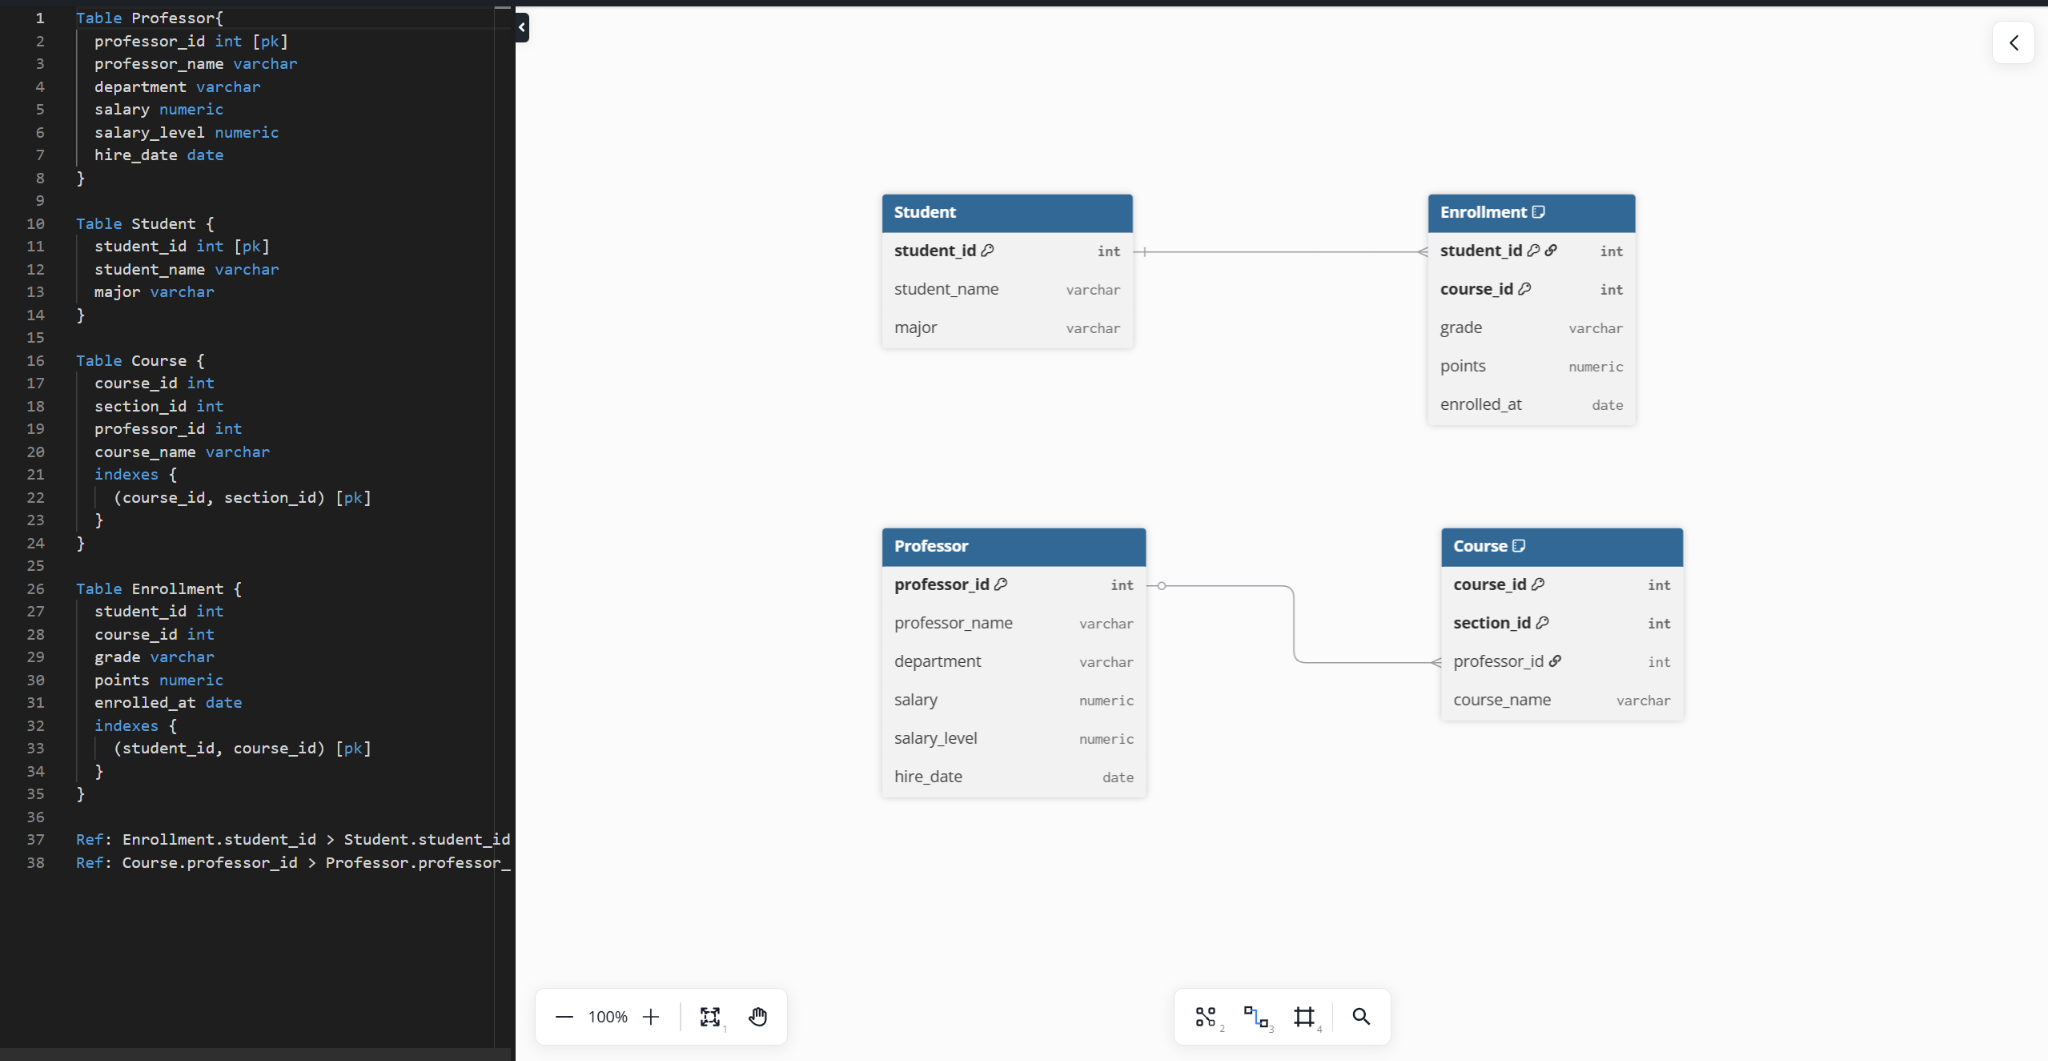 1 Table Professor{
2 professor_id int [pk]
3 professor_name varchar
4 department varchar
5 salary numeric
6 salary_level numeric
7 hire_date date
8 }
9
10 Table Student {
11 student_id int [pk]
12 student_name varchar
13 major varchar
14 }
15
16 Table Course {
17 course_id int
18 section_id int
19 professor_id int
20 course_name varchar
21 indexes {
22 (course_id, section_id) [pk]
23 }
24 }
25
26 Table Enrollment {
27 student_id int
28 course_id int
29 grade varchar
30 points numeric
31 enrolled_at date
32 indexes {
33 (student_id, course_id) [pk]
34 }
35 }
36
37 Ref: Enrollment.student_id > Student.student_id
38 Ref: Course.professor_id > Professor.professor_
Student
student_id int
student_name varchar
major varchar
Enrollment
student_id int
course_id int
grade varchar
points numeric
enrolled_at date
Professor
professor_id int
professor_name varchar
department varchar
salary numeric
salary_level numeric
hire_date date
Course
course_id int
section_id int
professor_id int
course_name varchar
100% 1
2 3 4